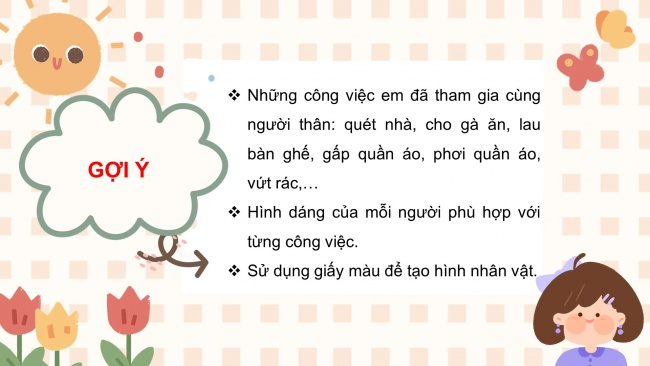 GỢI Ý
❖ Những công việc em đã tham gia cùng
người thân: quét nhà, cho gà ăn, lau
bàn ghế, gấp quần áo, phơi quần áo,
vứt rác,…
❖ Hình dáng của mỗi người phù hợp với
từng công việc.
❖ Sử dụng giấy màu để tạo hình nhân vật.